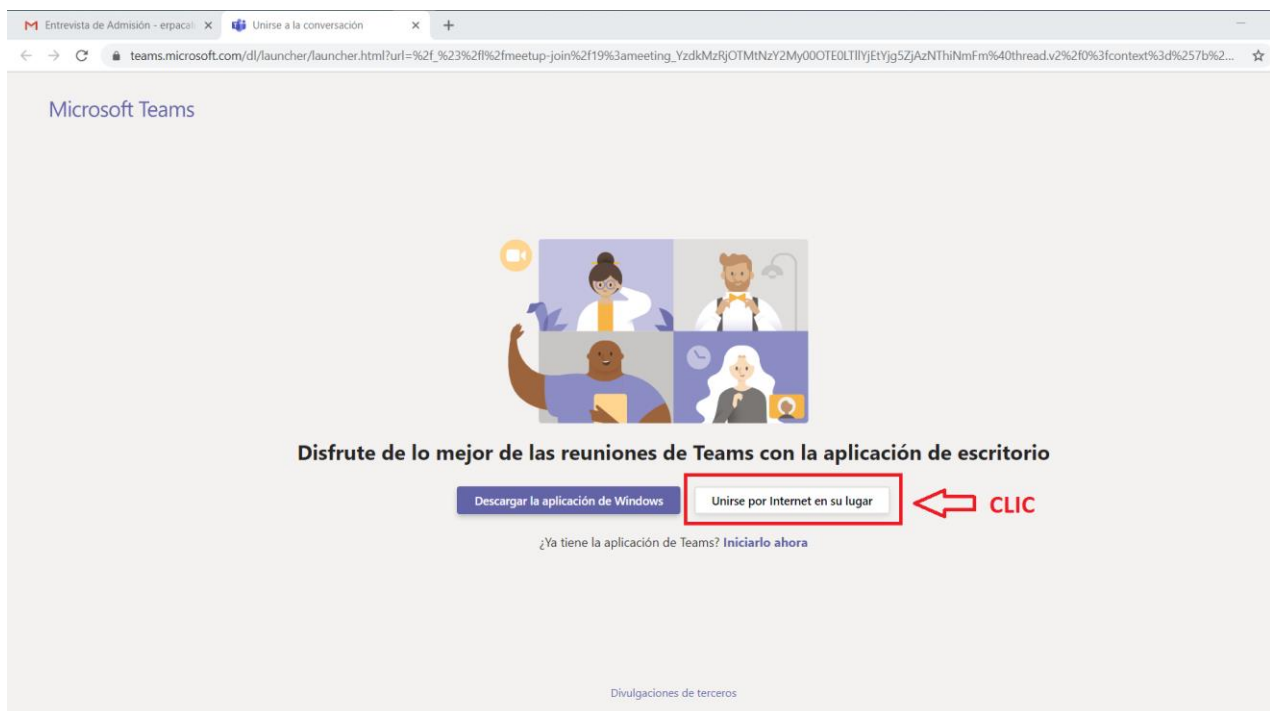 Entrevista de Admisión - erpacat
Unirse a la conversación
teams.microsoft.com/dl/launcher/launcher.html?url=%2f_%23%2fl%2fmeetup-join%2f19%3ameeting_YzdkMzRjOTMtNzY2My00OTE0LTllYjEtYjg5ZjAzNThiNmFm%40thread.v2%2f0%3fcontext%3d%257b%2...
Microsoft Teams
Disfrute de lo mejor de las reuniones de Teams con la aplicación de escritorio
Descargar la aplicación de Windows
Unirse por Internet en su lugar
CLIC
¿Ya tiene la aplicación de Teams? Iniciarlo ahora
Divulgaciones de terceros